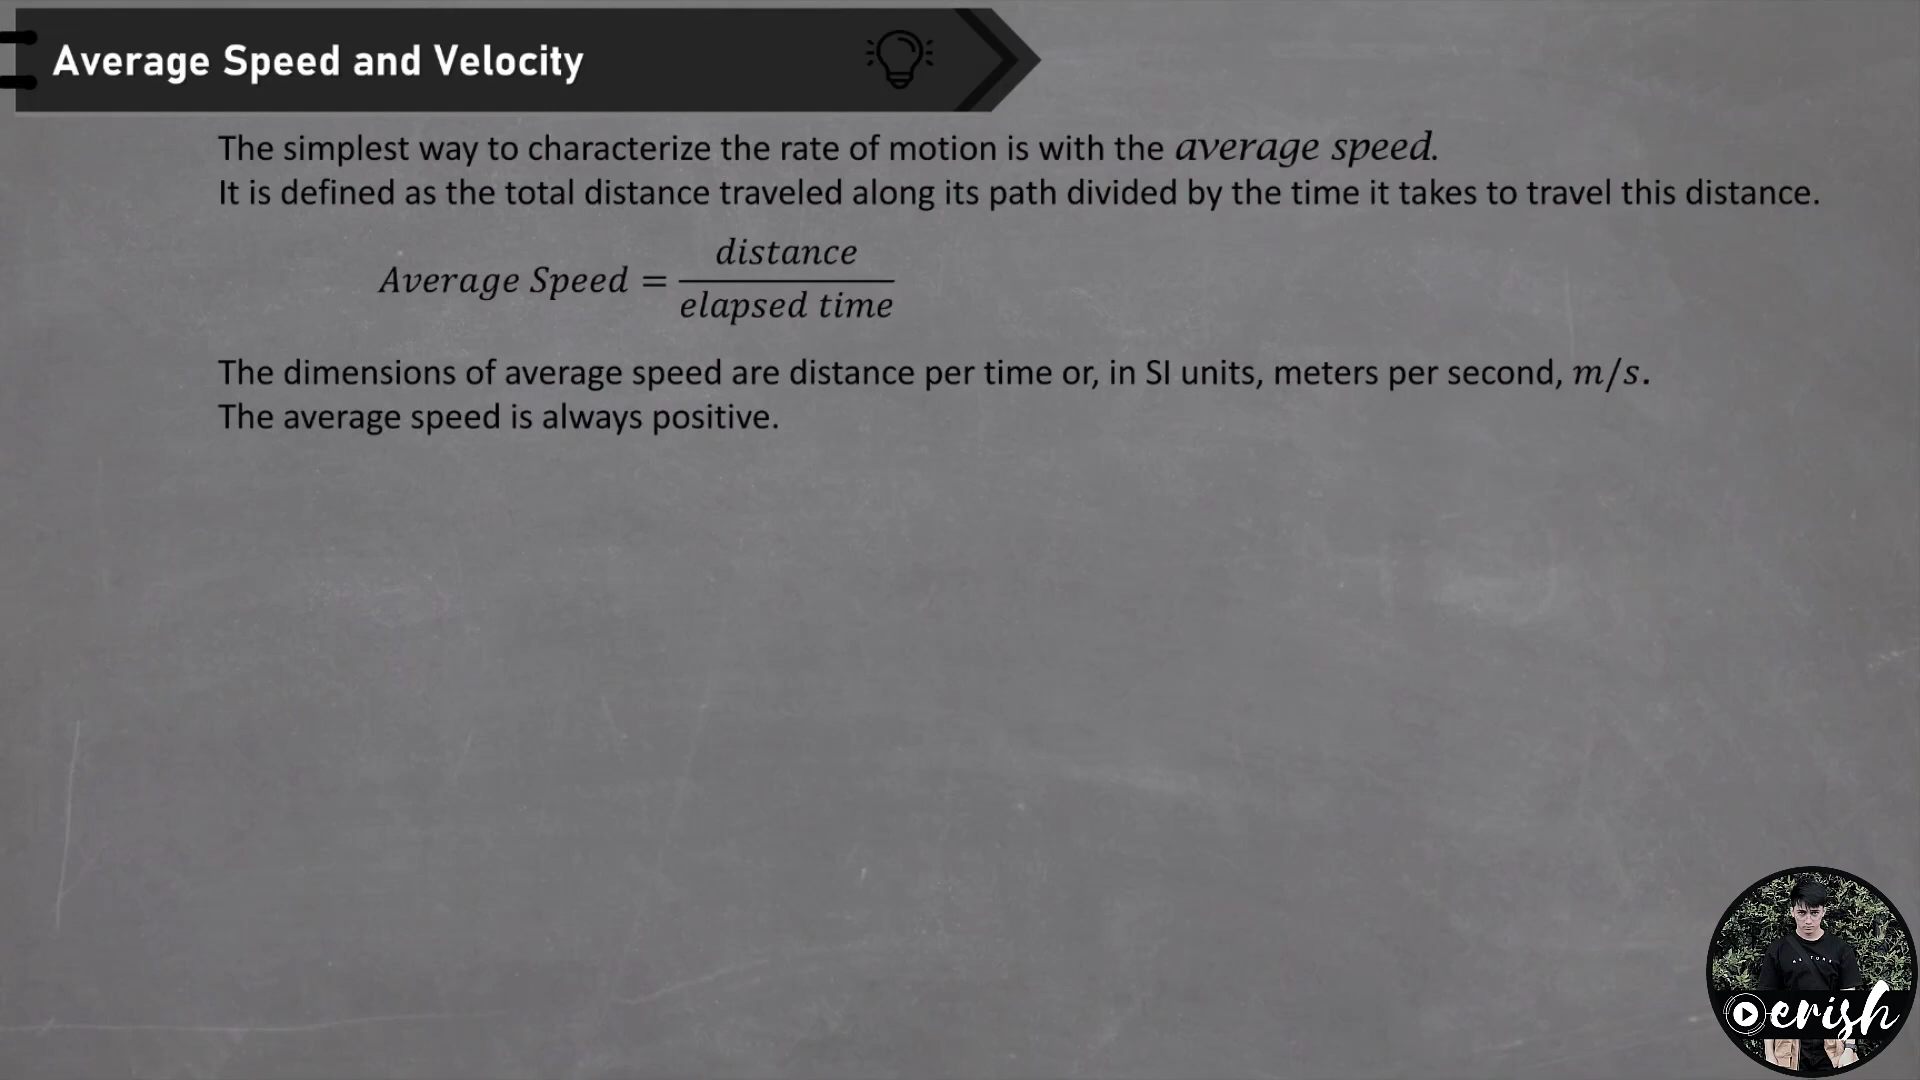 Average Speed and Velocity
The simplest way to characterize the rate of motion is with the average speed.
It is defined as the total distance traveled along its path divided by the time it takes to travel this distance.
Average Speed = distance / elapsed time
The dimensions of average speed are distance per time or, in SI units, meters per second, m/s.
The average speed is always positive.
erish